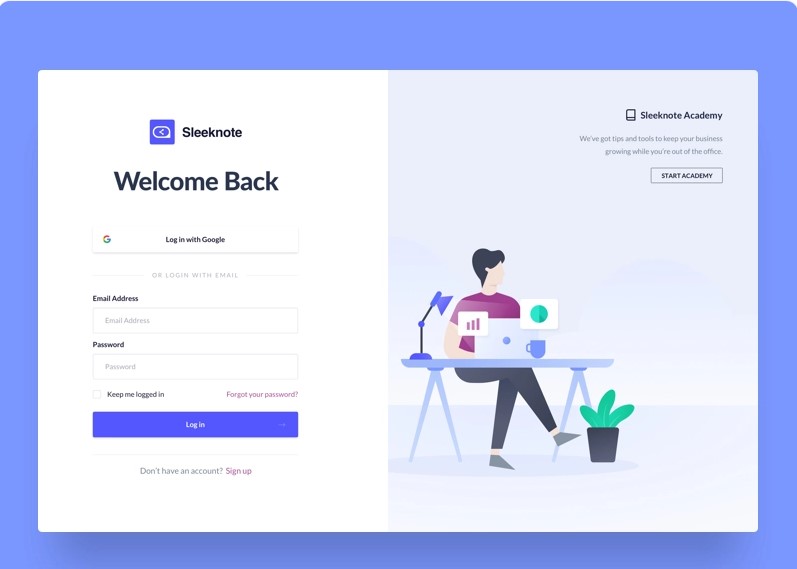 Sleeknote
Welcome Back
Log in with Google
OR LOGIN WITH EMAIL
Email Address
Email Address
Password
Password
Keep me logged in
Forgot your password?
Log in
Don't have an account? Sign up
Sleeknote Academy
We've got tips and tools to keep your business
growing while you're out of the office.
START ACADEMY